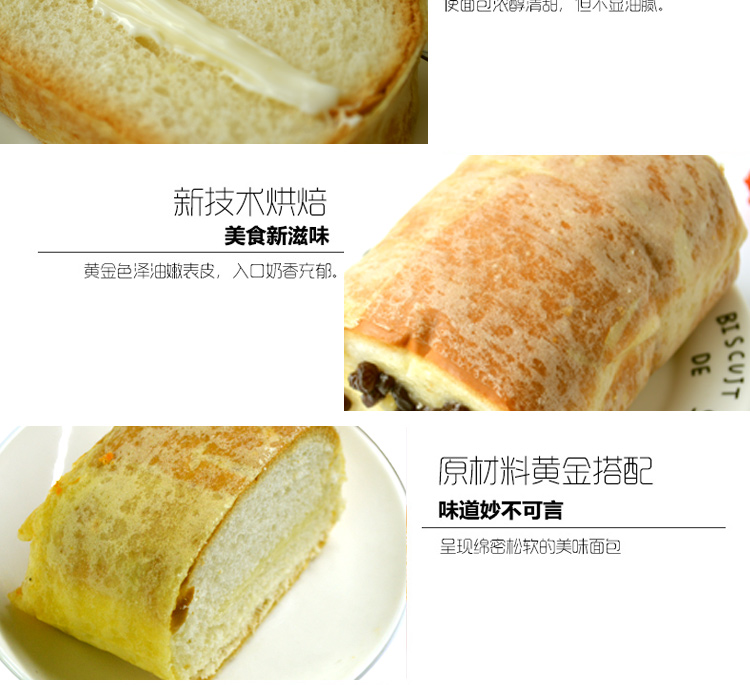 使面包浓醇清甜，但不显油腻。
新技术烘焙
美食新滋味
黄金色泽油嫩表皮，入口奶香充郁。
BISCUIT
DE
原材料黄金搭配
味道妙不可言
呈现绵密松软的美味面包